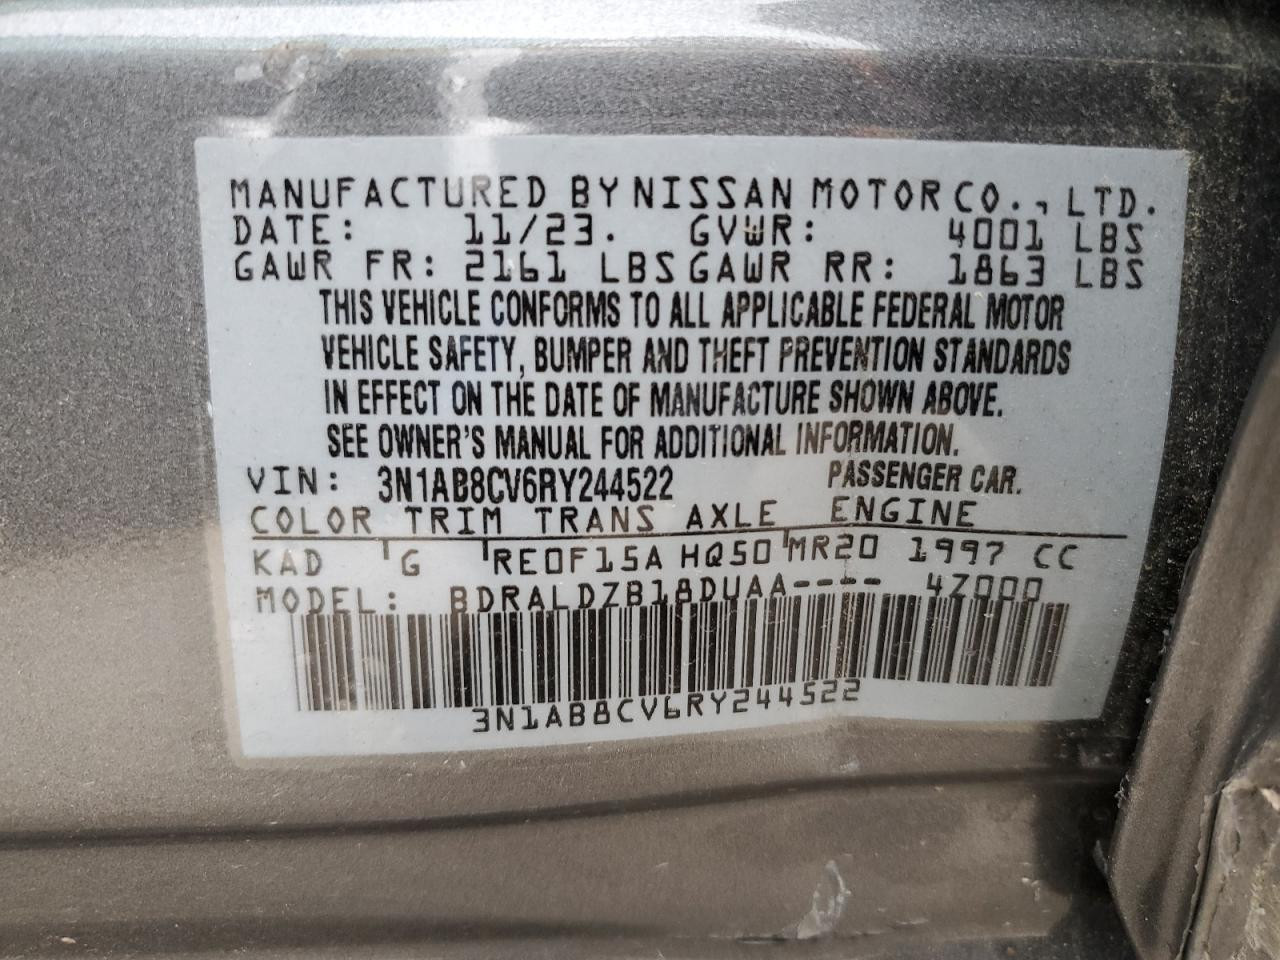 MANUFACTURED BY NISSAN MOTOR CO., LTD.
DATE: 11/23. GVWR: 4001 LBS
GAWR FR: 2161 LBS GAWR RR: 1863 LBS
THIS VEHICLE CONFORMS TO ALL APPLICABLE FEDERAL MOTOR
VEHICLE SAFETY, BUMPER AND THEFT PREVENTION STANDARDS
IN EFFECT ON THE DATE OF MANUFACTURE SHOWN ABOVE.
SEE OWNER'S MANUAL FOR ADDITIONAL INFORMATION.
VIN: 3N1AB8CV6RY244522 PASSENGER CAR.
COLOR TRIM TRANS AXLE ENGINE
KAD G RE0F15A HQ50 MR20 1997 CC
MODEL: BDRALDZB18DUAA---- 4Z000
3N1AB8CV6RY244522